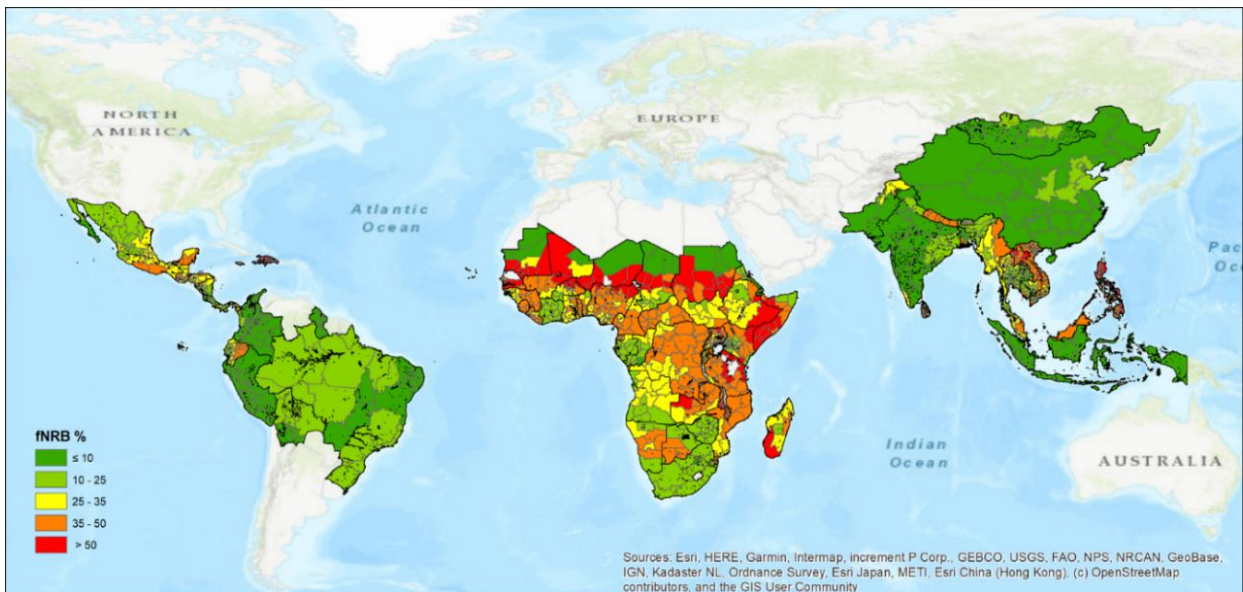 NORTH
AMERICA
EUROPE
Atlantic
Ocean
Pac
Oc
Indian
Ocean
AUSTRALIA
fNRB %
≤ 10
10 - 25
25 - 35
35 - 50
> 50
Sources: Esri, HERE, Garmin, Intermap, increment P Corp., GEBCO, USGS, FAO, NPS, NRCAN, GeoBase,
IGN, Kadaster NL, Ordnance Survey, Esri Japan, METI, Esri China (Hong Kong), (c) OpenStreetMap
contributors, and the GIS User Community